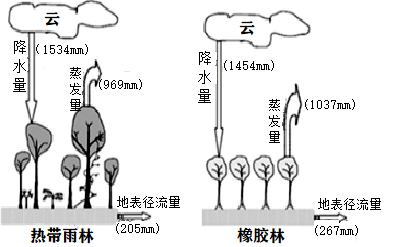 云
降水量
(1534mm)
蒸发量
(969mm)
地表径流量
(205mm)
热带雨林
云
降水量
(1454mm)
蒸发量
(1037mm)
地表径流量
(267mm)
橡胶林